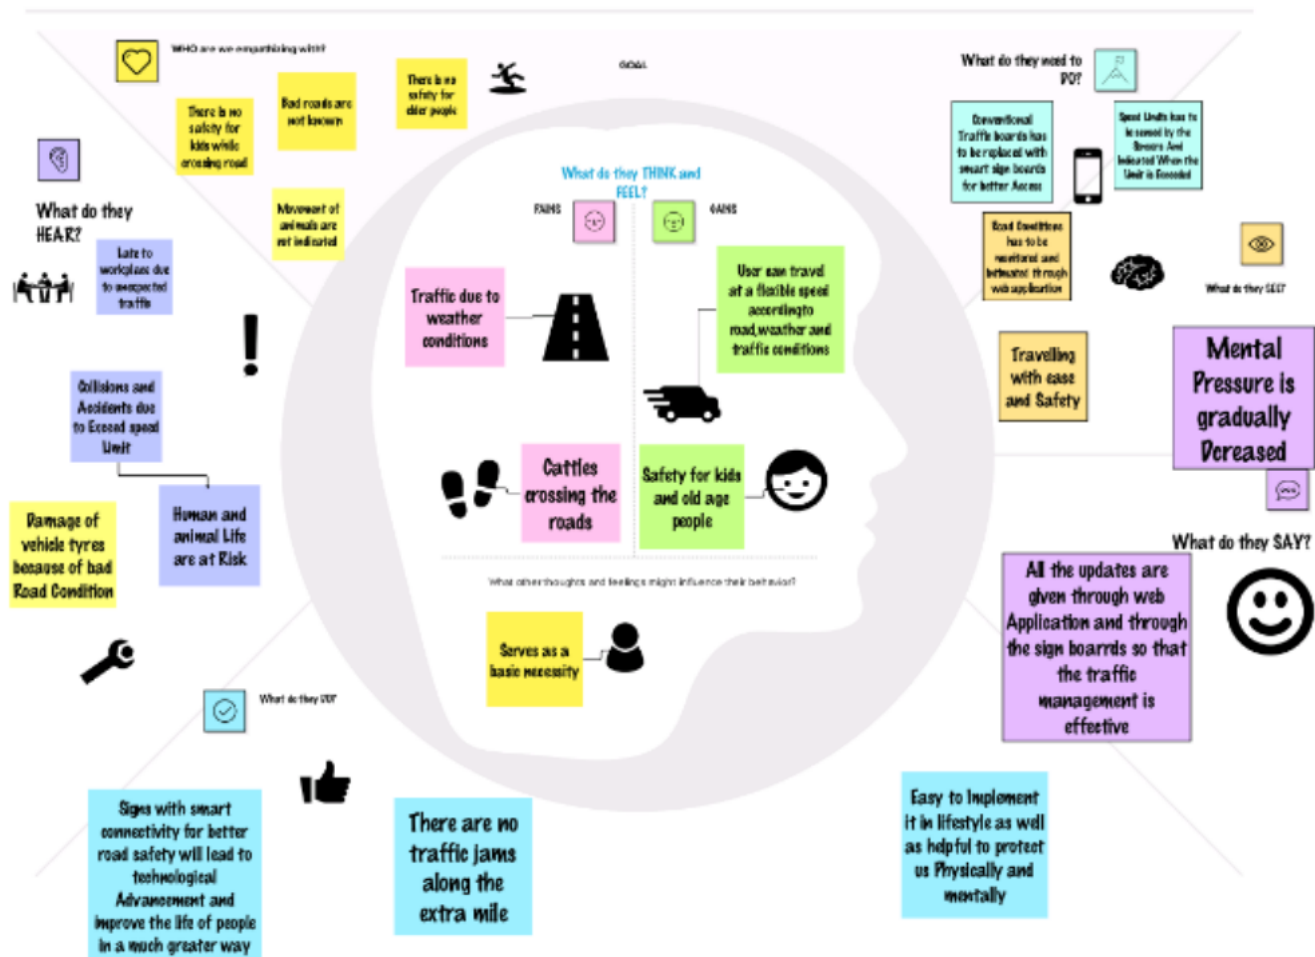 WHO are we empathizing with?
There is no
safety for
kids while
crossing road
Bad roads are
not known
There is no
safety for
elder people
Movement of
animals are
not indicated
GOAL
What do they need to
DO?
Conventional
Traffic boards has
to be replaced with
smart sign boards
for better Access
Speed Limits has to
be sensed by the
Sensors And
Indicated When the
Limit is Exceeded
What do they
HEAR?
Late to
workplace due
to unexpected
traffic
Collisions and
Accidents due
to Exceed speed
limit
Human and
animal Life
are at Risk
Damage of
vehicle tyres
because of bad
Road Condition
What do they THINK and
FEEL?
PAINS
GAINS
Traffic due to
weather
conditions
User can travel
at a flexible speed
accordingto
road,weather and
traffic conditions
Cattles
crossing the
roads
Safety for kids
and old age
people
What other thoughts and feelings might influence their behavior?
Serves as a
basic necessity
Road Conditions
has to be
monitored and
through
web application
What do they SEE?
Travelling
with ease
and Safety
Mental
Pressure is
gradually
Dcreased
What do they SAY?
All the updates are
given through web
Application and through
the sign boarrds so that
the traffic
management is
effective
What do they DO?
Signs with smart
connectivity for better
road safety will lead to
technological
Advancement and
improve the life of people
in a much greater way
There are no
traffic jams
along the
extra mile
Easy to Implement
it in lifestyle as well
as helpful to protect
us Physically and
mentally